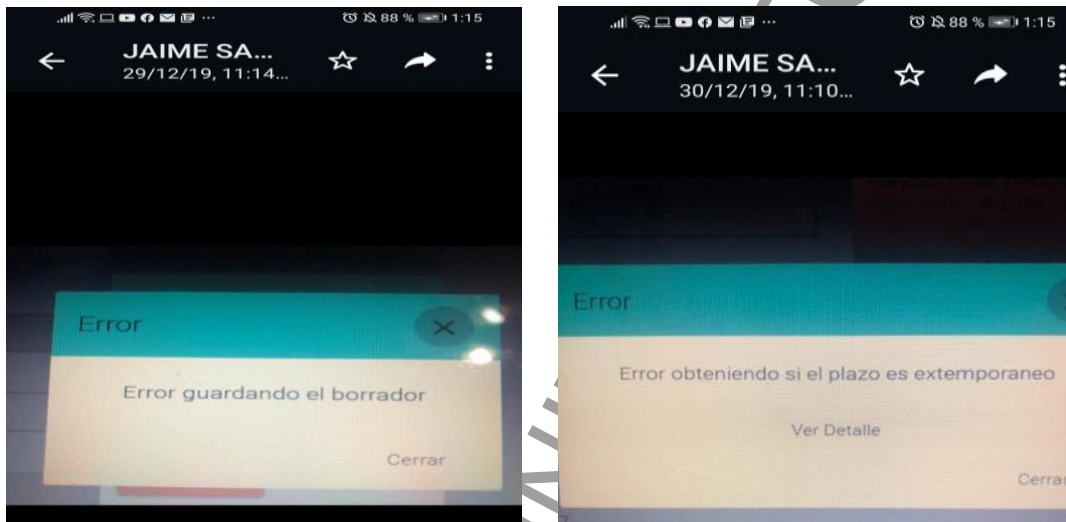 88 % 1:15
JAIME SA...
29/12/19, 11:14...
Error
Error guardando el borrador
Cerrar
88 % 1:15
JAIME SA...
30/12/19, 11:10...
Error
Error obteniendo si el plazo es extemporaneo
Ver Detalle
Cerrar